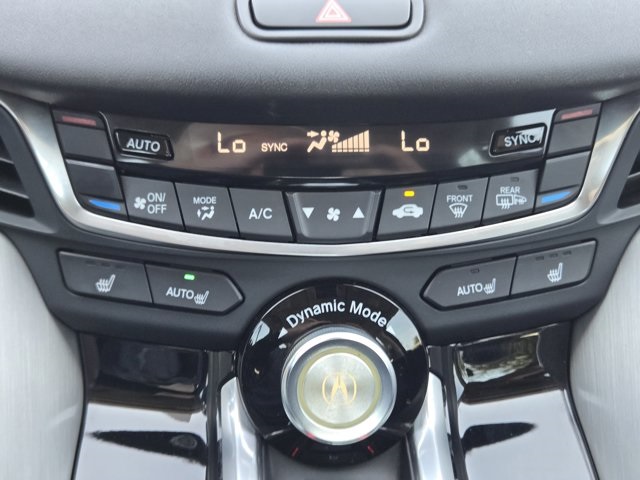 AUTO Lo SYNC Lo SYNC
ON/
OFF
MODE
A/C
FRONT
REAR
AUTO
AUTO
Dynamic Mode